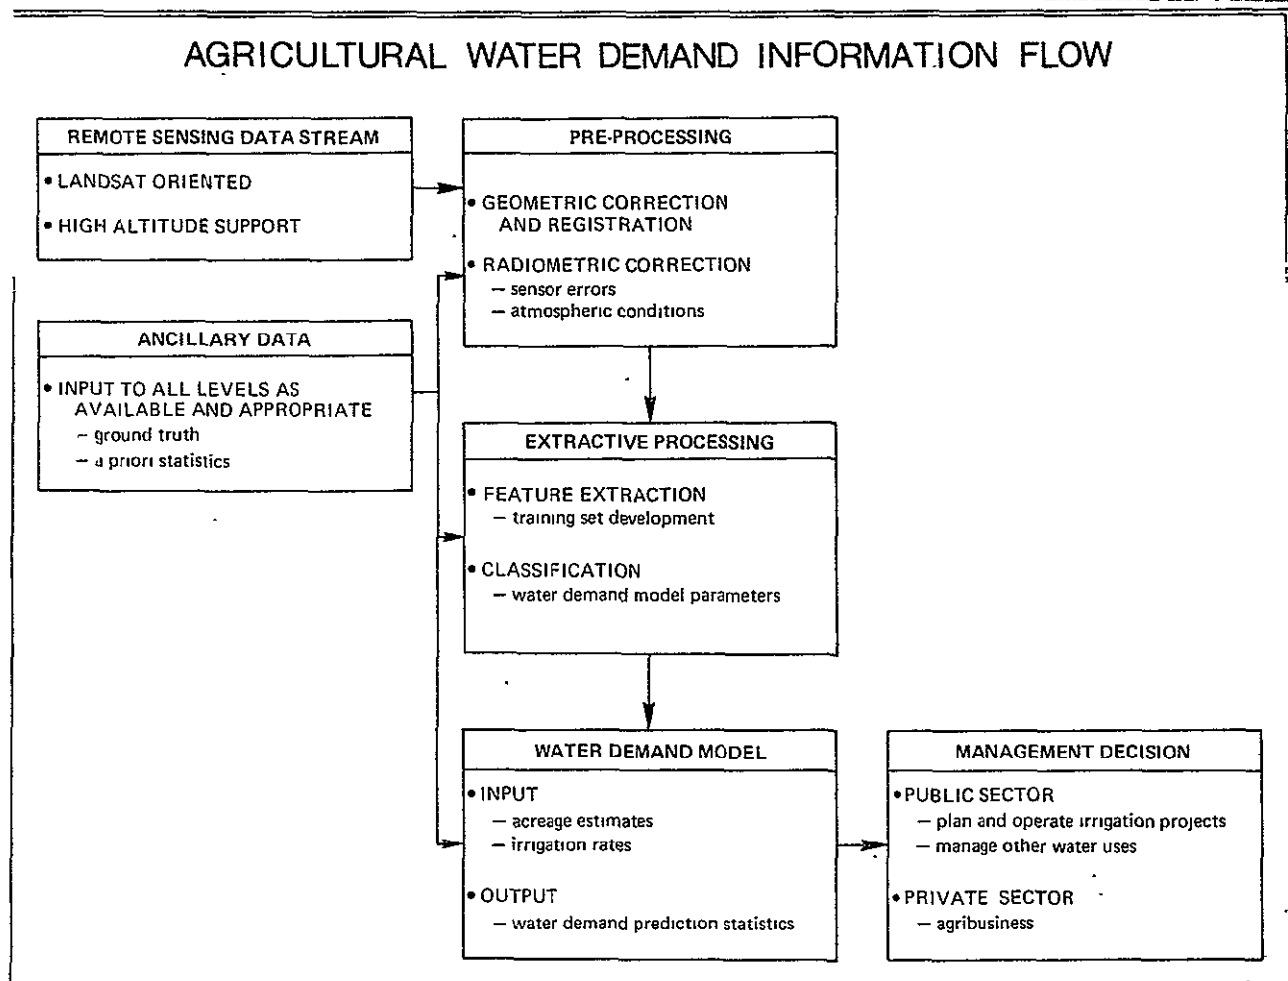 AGRICULTURAL WATER DEMAND INFORMATION FLOW
REMOTE SENSING DATA STREAM
• LANDSAT ORIENTED
• HIGH ALTITUDE SUPPORT
ANCILLARY DATA
• INPUT TO ALL LEVELS AS
AVAILABLE AND APPROPRIATE
– ground truth
– a priori statistics
PRE-PROCESSING
• GEOMETRIC CORRECTION
AND REGISTRATION
• RADIOMETRIC CORRECTION
– sensor errors
– atmospheric conditions
EXTRACTIVE PROCESSING
• FEATURE EXTRACTION
– training set development
• CLASSIFICATION
– water demand model parameters
WATER DEMAND MODEL
• INPUT
– acreage estimates
– irrigation rates
• OUTPUT
– water demand prediction statistics
MANAGEMENT DECISION
• PUBLIC SECTOR
– plan and operate irrigation projects
– manage other water uses
• PRIVATE SECTOR
– agribusiness